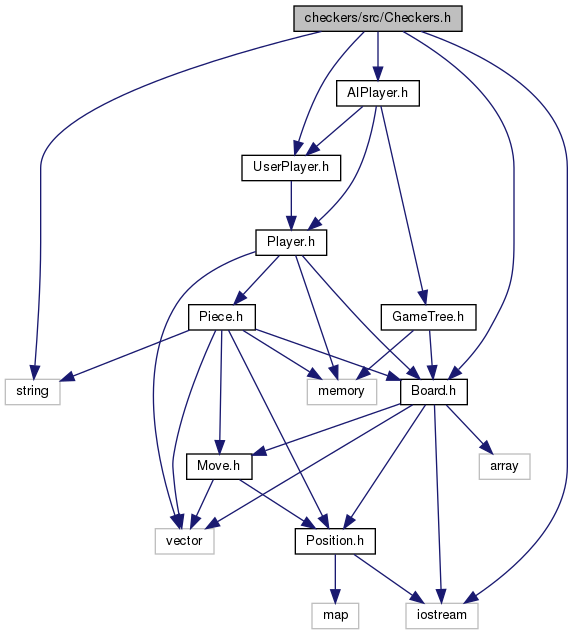 checkers/src/Checkers.h
AIPlayer.h
UserPlayer.h
Player.h
Piece.h
GameTree.h
string
memory
Board.h
Move.h
array
vector
Position.h
map
iostream